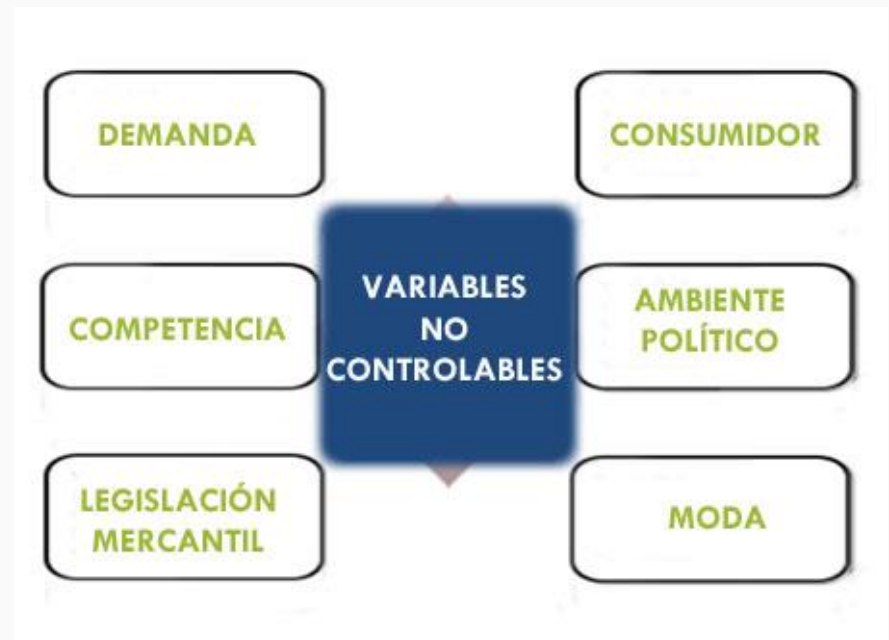 DEMANDA
CONSUMIDOR
VARIABLES
NO
CONTROLABLES
COMPETENCIA
AMBIENTE
POLÍTICO
LEGISLACIÓN
MERCANTIL
MODA